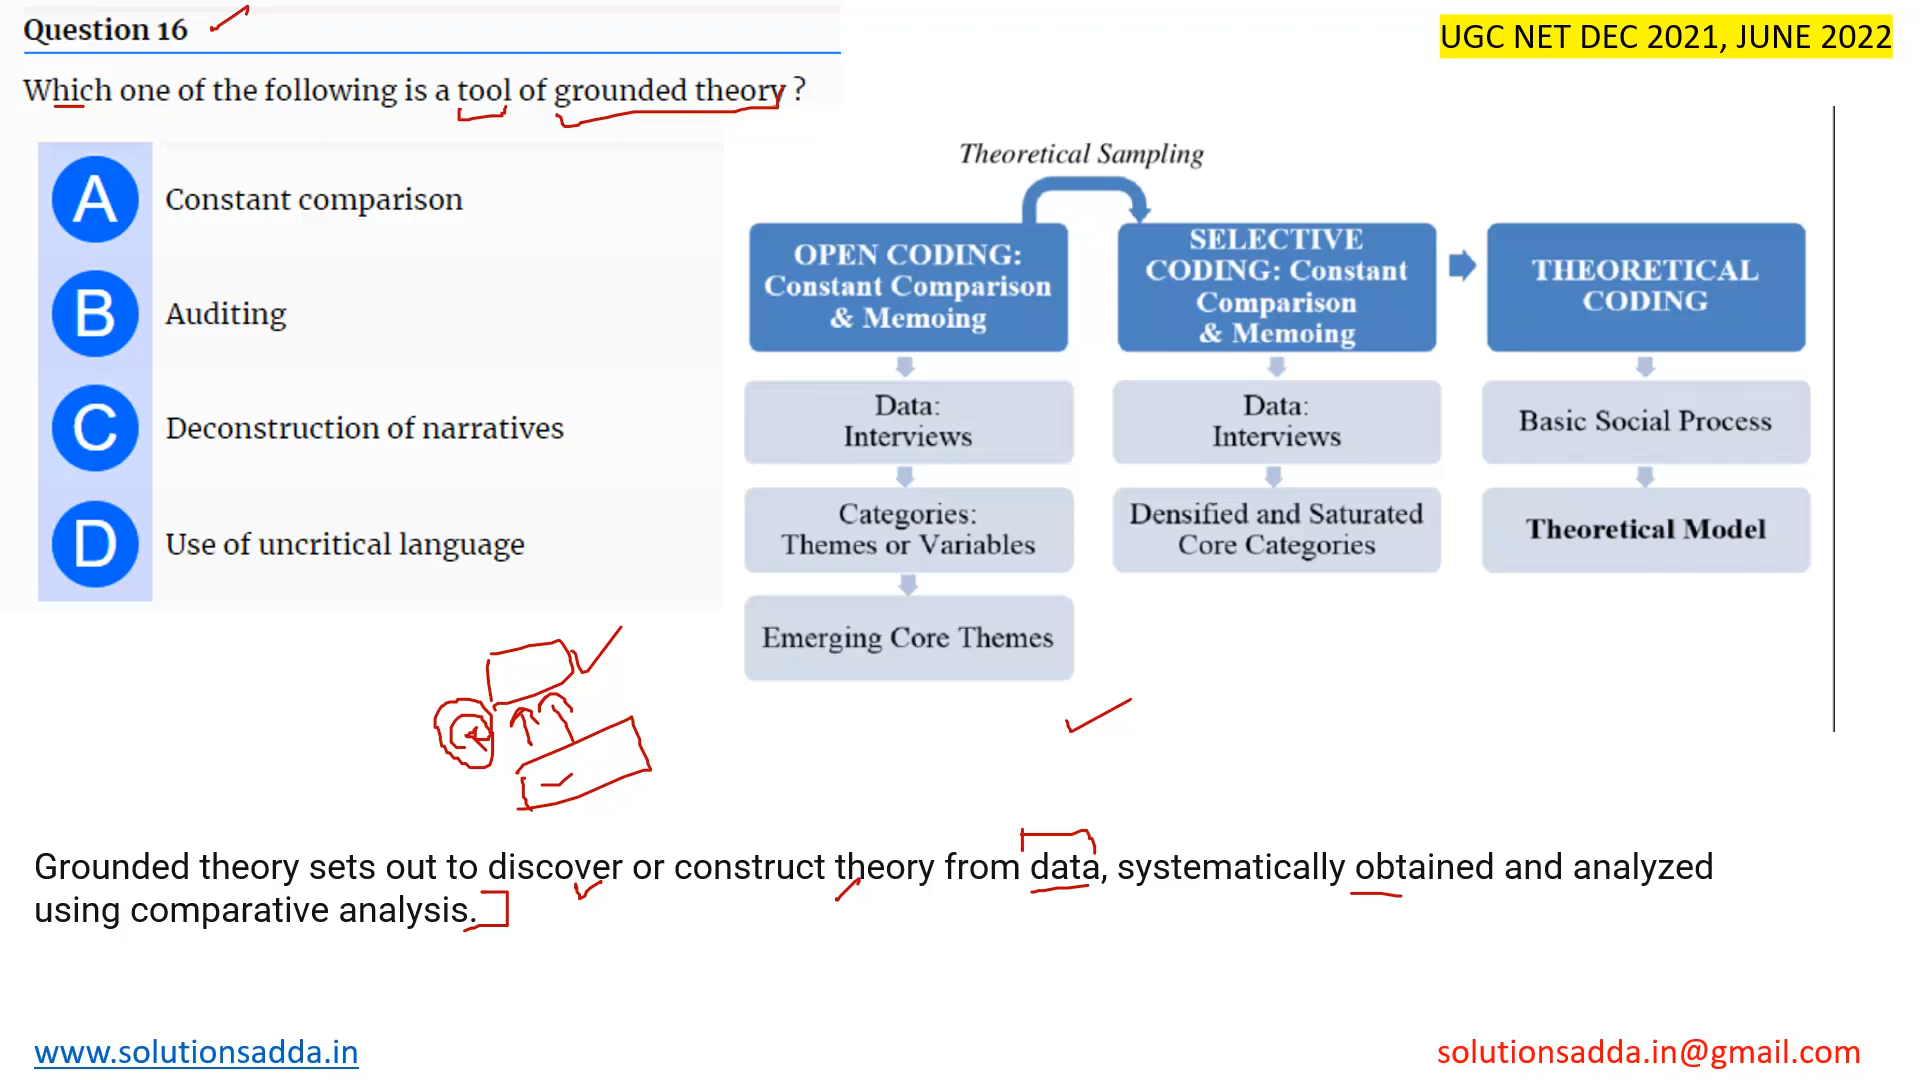 Question 16
UGC NET DEC 2021, JUNE 2022
Which one of the following is a tool of grounded theory ?
A Constant comparison
B Auditing
C Deconstruction of narratives
D Use of uncritical language
Theoretical Sampling
OPEN CODING:
Constant Comparison
& Memoing
Data:
Interviews
Categories:
Themes or Variables
Emerging Core Themes
SELECTIVE
CODING: Constant
Comparison
& Memoing
Data:
Interviews
Densified and Saturated
Core Categories
THEORETICAL
CODING
Basic Social Process
Theoretical Model
Grounded theory sets out to discover or construct theory from data, systematically obtained and analyzed
using comparative analysis.
www.solutionsadda.in
solutionsadda.in@gmail.com